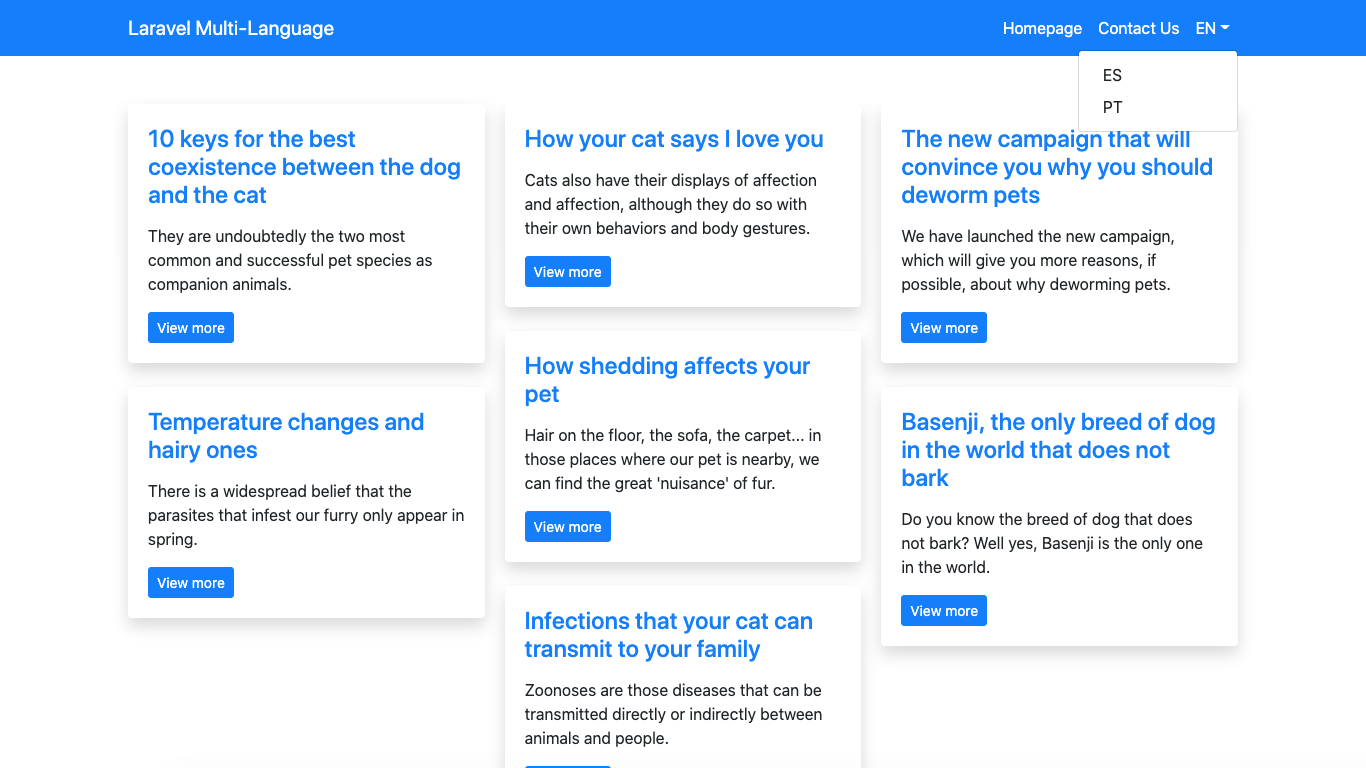 Laravel Multi-Language
Homepage Contact Us EN
ES
PT
10 keys for the best
coexistence between the dog
and the cat
They are undoubtedly the two most
common and successful pet species as
companion animals.
View more
Temperature changes and
hairy ones
There is a widespread belief that the
parasites that infest our furry only appear in
spring.
View more
How your cat says I love you
Cats also have their displays of affection
and affection, although they do so with
their own behaviors and body gestures.
View more
How shedding affects your
pet
Hair on the floor, the sofa, the carpet... in
those places where our pet is nearby, we
can find the great 'nuisance' of fur.
View more
Infections that your cat can
transmit to your family
Zoonoses are those diseases that can be
transmitted directly or indirectly between
animals and people.
The new campaign that will
convince you why you should
deworm pets
We have launched the new campaign,
which will give you more reasons, if
possible, about why deworming pets.
View more
Basenji, the only breed of dog
in the world that does not
bark
Do you know the breed of dog that does
not bark? Well yes, Basenji is the only one
in the world.
View more